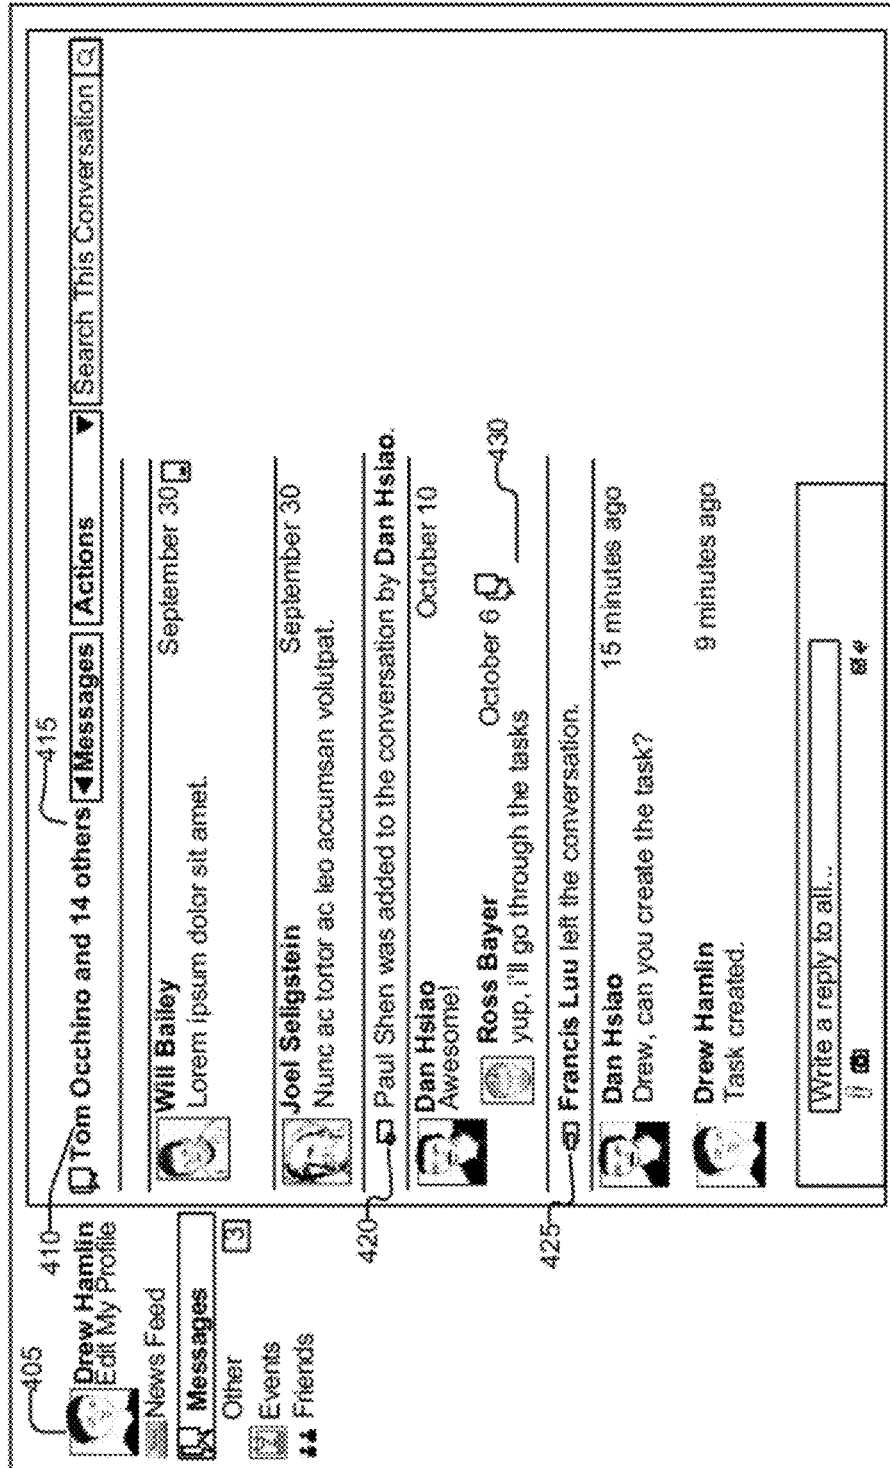 405
Drew Hamlin
Edit My Profile
News Feed
Messages
Other
3
Events
Friends
410
415
Tom Occhino and 14 others
Messages
Actions
Search This Conversation
Will Bailey
September 30
Lorem ipsum dolor sit amet.
Joel Seligstein
September 30
Nunc ac tortor ac leo accumsan volutpat.
420
Paul Shen was added to the conversation by Dan Hsiao.
Dan Hsiao
October 10
Awesome!
Ross Bayer
October 6
430
yup, i'll go through the tasks
425
Francis Luu left the conversation.
Dan Hsiao
15 minutes ago
Drew, can you create the task?
Drew Hamlin
9 minutes ago
Task created.
Write a reply to all...